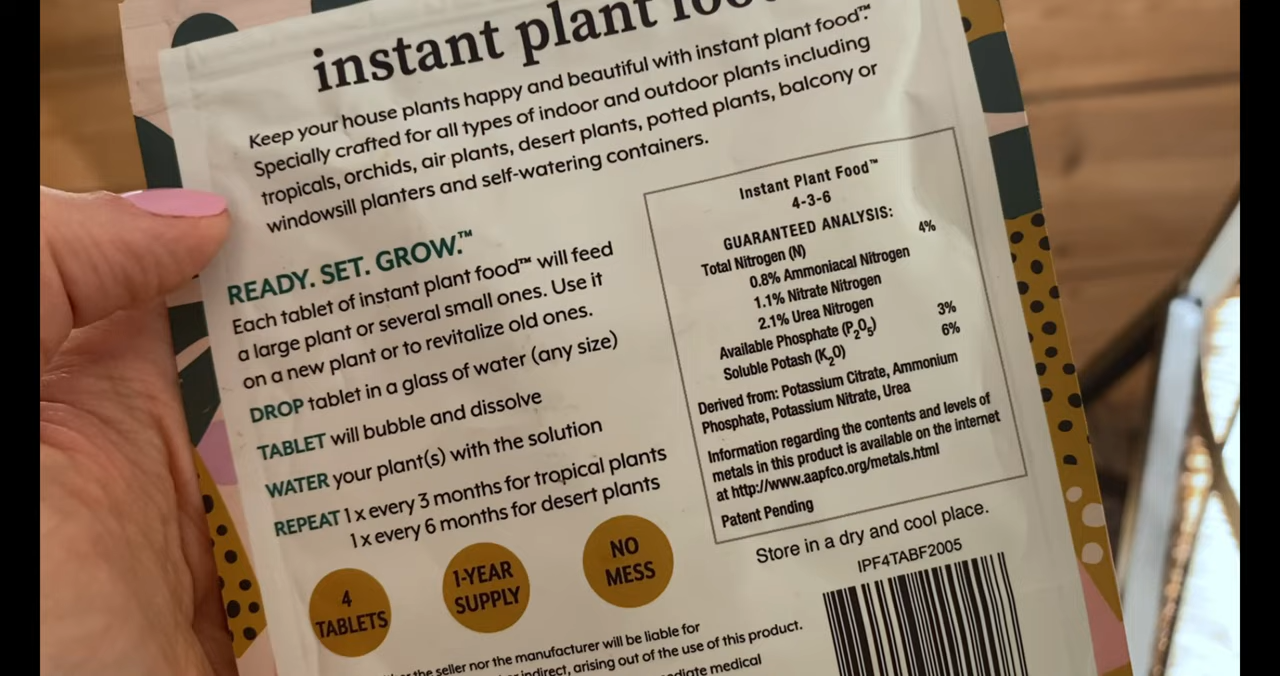 instant plant
Keep your house plants happy and beautiful with instant plant food™.
Specially crafted for all types of indoor and outdoor plants including
tropicals, orchids, air plants, desert plants, potted plants, balcony or
windowsill planters and self-watering containers.
READY. SET. GROW.™
Each tablet of instant plant food™ will feed
a large plant or several small ones. Use it
on a new plant or to revitalize old ones.
DROP tablet in a glass of water (any size)
TABLET will bubble and dissolve
WATER your plant(s) with the solution
REPEAT 1x every 3 months for tropical plants
1x every 6 months for desert plants
4
TABLETS
1-YEAR
SUPPLY
NO
MESS
Instant Plant Food™
4-3-6
GUARANTEED ANALYSIS:
Total Nitrogen (N) 4%
0.8% Ammoniacal Nitrogen
1.1% Nitrate Nitrogen
2.1% Urea Nitrogen
Available Phosphate (P₂O₅) 3%
Soluble Potash (K₂O) 6%
Derived from: Potassium Citrate, Ammonium
Phosphate, Potassium Nitrate, Urea
Information regarding the contents and levels of
metals in this product is available on the internet
at http://www.aapfco.org/metals.html
Patent Pending
Store in a dry and cool place.
IPF4TABF2005
the seller nor the manufacturer will be liable for
indirect, arising out of the use of this product.
medical